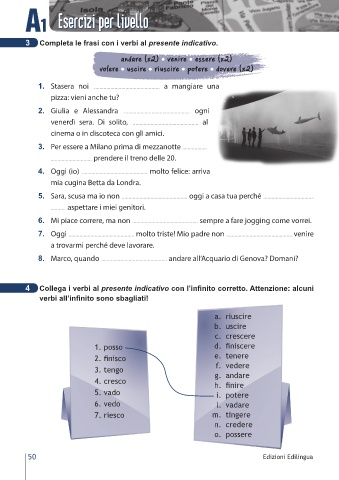 A1 Esercizi per livello
3 Completa le frasi con i verbi al presente indicativo.
andare (x2) • venire • essere (x2)
volere • uscire • riuscire • potere • dovere (x2)
1. Stasera noi ........................................ a mangiare una
pizza: vieni anche tu?
2. Giulia e Alessandra ........................................ ogni
venerdì sera. Di solito, ........................................ al
cinema o in discoteca con gli amici.
3. Per essere a Milano prima di mezzanotte ...............
......................... prendere il treno delle 20.
4. Oggi (io) ........................................ molto felice: arriva
mia cugina Betta da Londra.
5. Sara, scusa ma io non ........................................ oggi a casa tua perché ...............................
.......... aspettare i miei genitori.
6. Mi piace correre, ma non ........................................ sempre a fare jogging come vorrei.
7. Oggi ........................................ molto triste! Mio padre non ........................................ venire
a trovarmi perché deve lavorare.
8. Marco, quando ........................................ andare all'Acquario di Genova? Domani?
4 Collega i verbi al presente indicativo con l'infinito corretto. Attenzione: alcuni
verbi all'infinito sono sbagliati!
1. posso
2. finisco
3. tengo
4. cresco
5. vado
6. vedo
7. riesco
a. riuscire
b. uscire
c. crescere
d. finiscere
e. tenere
f. vedere
g. andare
h. finire
i. potere
l. vadare
m. tingere
n. credere
o. possere
50
Edizioni Edilingua